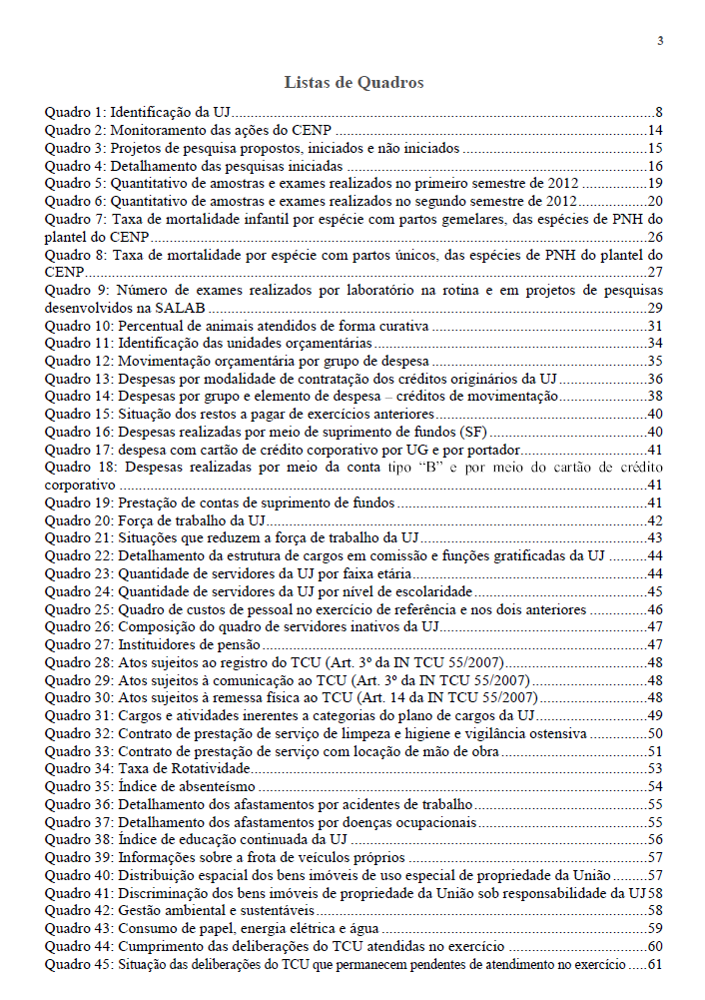 3
Listas de Quadros
Quadro 1: Identificação da UJ.....8
Quadro 2: Monitoramento das ações do CENP.....14
Quadro 3: Projetos de pesquisa propostos, iniciados e não iniciados.....15
Quadro 4: Detalhamento das pesquisas iniciadas.....16
Quadro 5: Quantitativo de amostras e exames realizados no primeiro semestre de 2012.....19
Quadro 6: Quantitativo de amostras e exames realizados no segundo semestre de 2012.....20
Quadro 7: Taxa de mortalidade infantil por espécie com partos gemelares, das espécies de PNH do
plantel do CENP.....26
Quadro 8: Taxa de mortalidade por espécie com partos únicos, das espécies de PNH do plantel do
CENP.....27
Quadro 9: Número de exames realizados por laboratório na rotina e em projetos de pesquisas
desenvolvidos na SALAB.....29
Quadro 10: Percentual de animais atendidos de forma curativa.....31
Quadro 11: Identificação das unidades orçamentárias.....34
Quadro 12: Movimentação orçamentária por grupo de despesa.....35
Quadro 13: Despesas por modalidade de contratação dos créditos originários da UJ.....36
Quadro 14: Despesas por grupo e elemento de despesa – créditos de movimentação.....38
Quadro 15: Situação dos restos a pagar de exercícios anteriores.....40
Quadro 16: Despesas realizadas por meio de suprimento de fundos (SF).....40
Quadro 17: despesa com cartão de crédito corporativo por UG e por portador.....41
Quadro 18: Despesas realizadas por meio da conta tipo “B” e por meio do cartão de crédito
corporativo.....41
Quadro 19: Prestação de contas de suprimento de fundos.....41
Quadro 20: Força de trabalho da UJ.....42
Quadro 21: Situações que reduzem a força de trabalho da UJ.....43
Quadro 22: Detalhamento da estrutura de cargos em comissão e funções gratificadas da UJ.....44
Quadro 23: Quantidade de servidores da UJ por faixa etária.....44
Quadro 24: Quantidade de servidores da UJ por nível de escolaridade.....45
Quadro 25: Quadro de custos de pessoal no exercício de referência e nos dois anteriores.....46
Quadro 26: Composição do quadro de servidores inativos da UJ.....47
Quadro 27: Instituidores de pensão.....47
Quadro 28: Atos sujeitos ao registro do TCU (Art. 3º da IN TCU 55/2007).....48
Quadro 29: Atos sujeitos à comunicação ao TCU (Art. 3º da IN TCU 55/2007).....48
Quadro 30: Atos sujeitos à remessa física ao TCU (Art. 14 da IN TCU 55/2007).....48
Quadro 31: Cargos e atividades inerentes a categorias do plano de cargos da UJ.....49
Quadro 32: Contrato de prestação de serviço de limpeza e higiene e vigilância ostensiva.....50
Quadro 33: Contrato de prestação de serviço com locação de mão de obra.....51
Quadro 34: Taxa de Rotatividade.....53
Quadro 35: Índice de absenteísmo.....54
Quadro 36: Detalhamento dos afastamentos por acidentes de trabalho.....55
Quadro 37: Detalhamento dos afastamentos por doenças ocupacionais.....55
Quadro 38: Índice de educação continuada da UJ.....56
Quadro 39: Informações sobre a frota de veículos próprios.....57
Quadro 40: Distribuição espacial dos bens imóveis de uso especial de propriedade da União.....57
Quadro 41: Discriminação dos bens imóveis de propriedade da União sob responsabilidade da UJ58
Quadro 42: Gestão ambiental e sustentáveis.....58
Quadro 43: Consumo de papel, energia elétrica e água.....59
Quadro 44: Cumprimento das deliberações do TCU atendidas no exercício.....60
Quadro 45: Situação das deliberações do TCU que permanecem pendentes de atendimento no exercício.....61